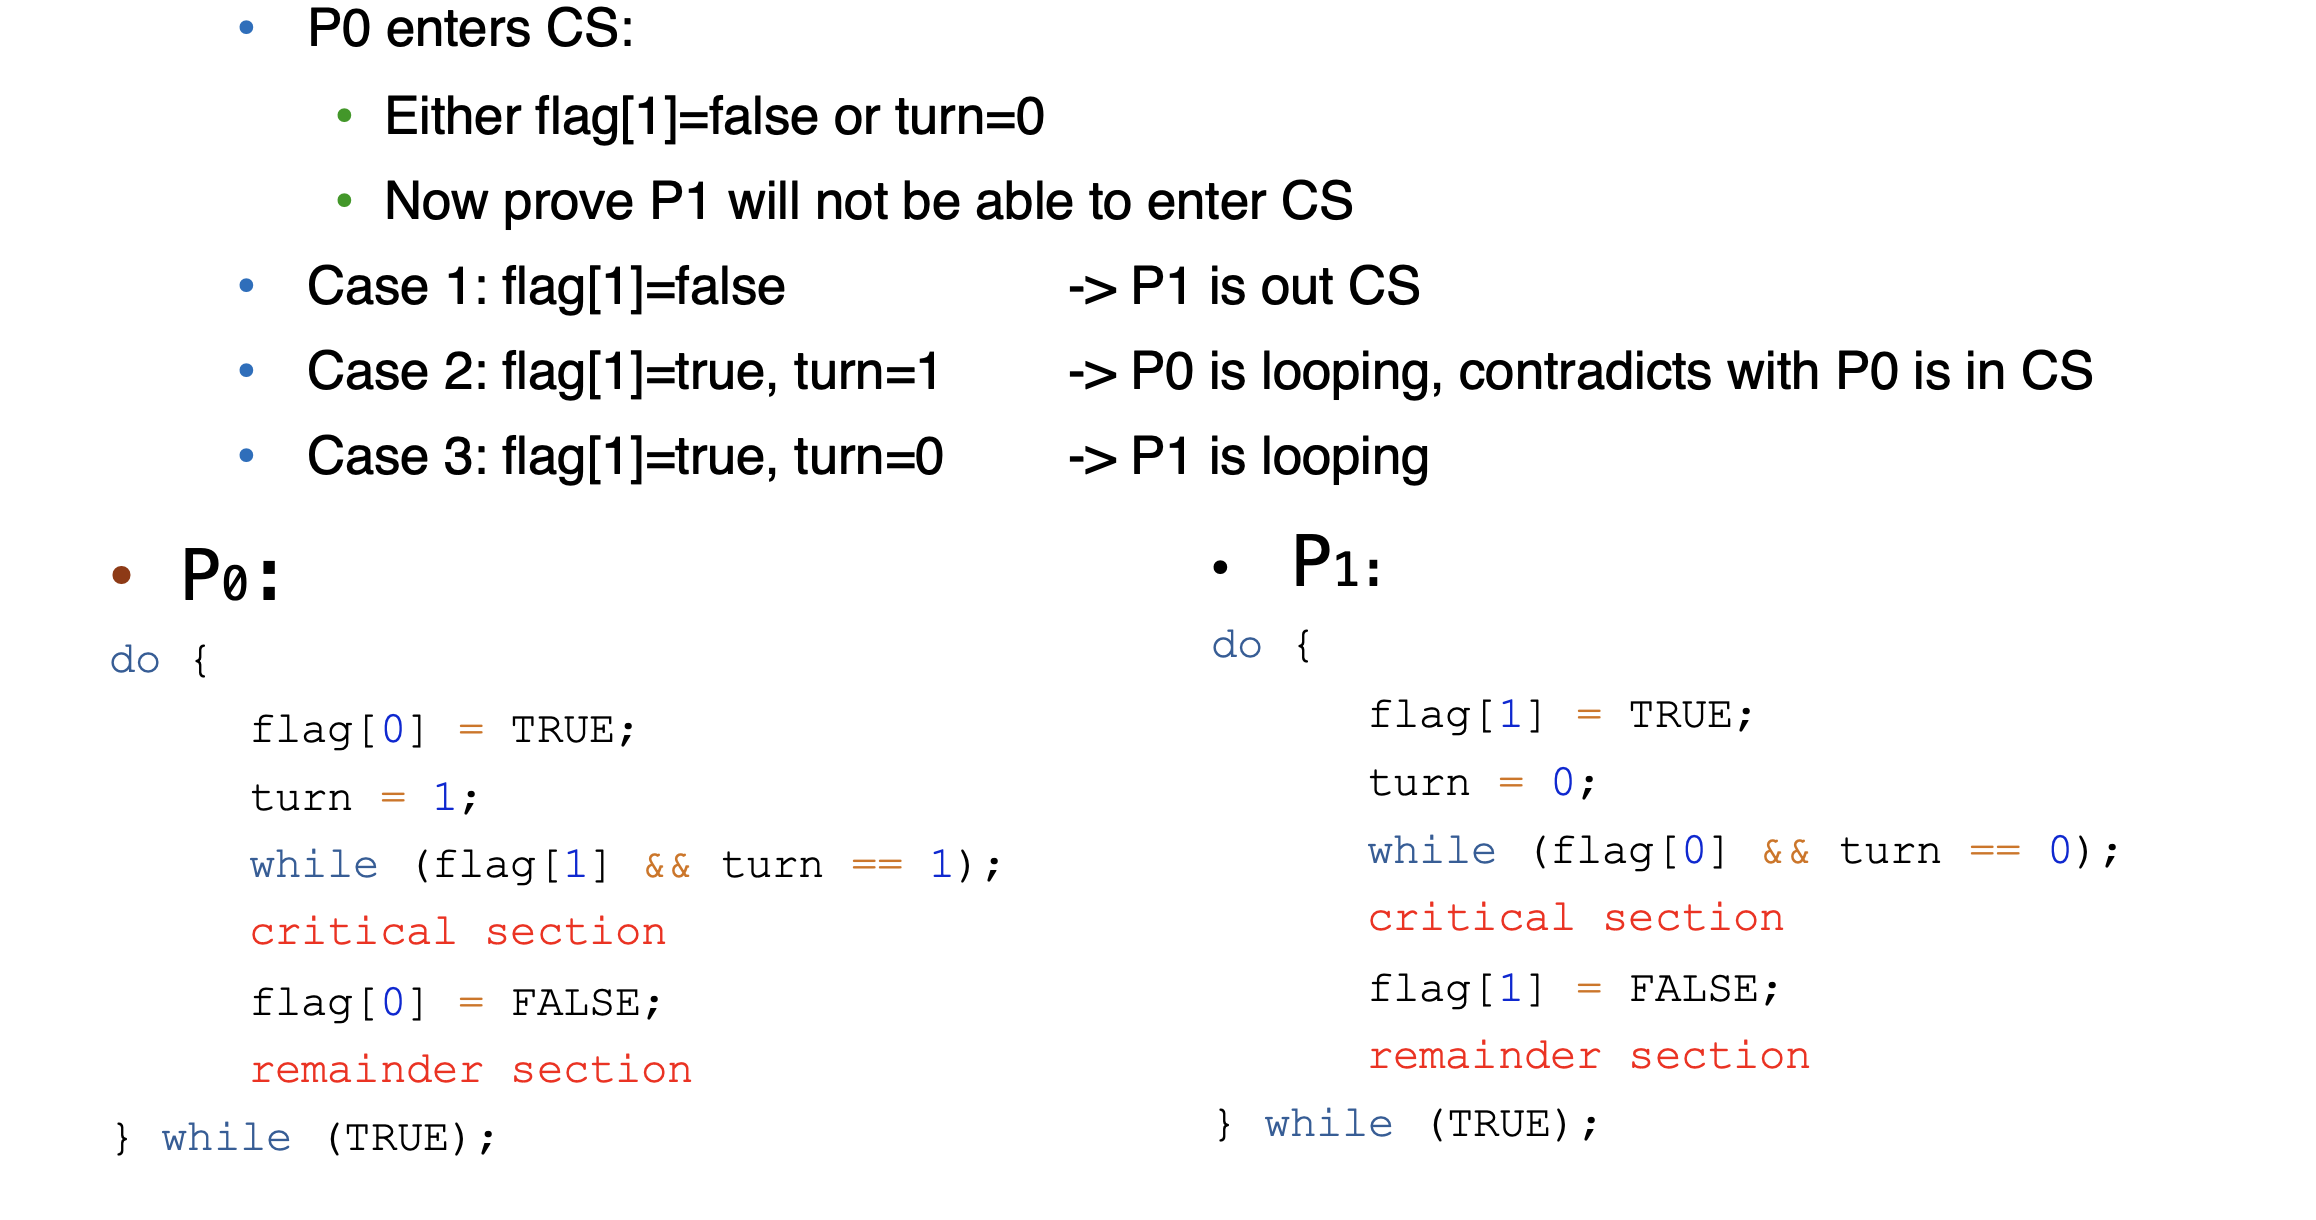 • P0 enters CS:
• Either flag[1]=false or turn=0
• Now prove P1 will not be able to enter CS
• Case 1: flag[1]=false -> P1 is out CS
• Case 2: flag[1]=true, turn=1 -> P0 is looping, contradicts with P0 is in CS
• Case 3: flag[1]=true, turn=0 -> P1 is looping
• P0:
do {
flag[0] = TRUE;
turn = 1;
while (flag[1] && turn == 1);
critical section
flag[0] = FALSE;
remainder section
} while (TRUE);
• P1:
do {
flag[1] = TRUE;
turn = 0;
while (flag[0] && turn == 0);
critical section
flag[1] = FALSE;
remainder section
} while (TRUE);